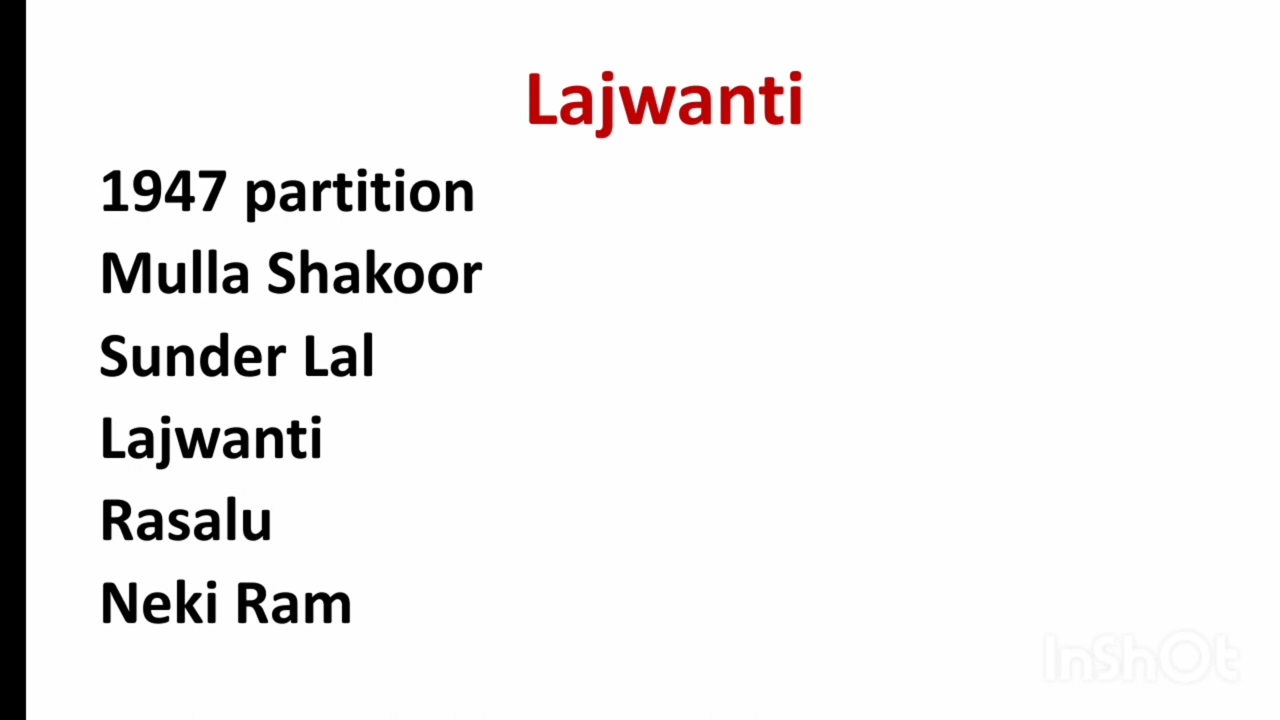 Lajwanti
1947 partition
Mulla Shakoor
Sunder Lal
Lajwanti
Rasalu
Neki Ram
InShOt